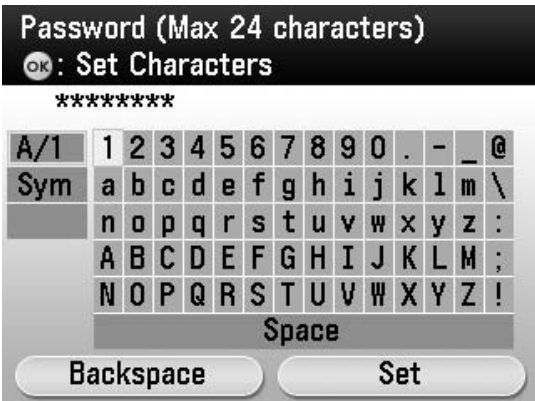 Password (Max 24 characters)
OK: Set Characters
********
A/1 1 2 3 4 5 6 7 8 9 0 . - _ @
Sym a b c d e f g h i j k l m \
n o p q r s t u v w x y z :
A B C D E F G H I J K L M ;
N O P Q R S T U V W X Y Z !
Space
Backspace Set